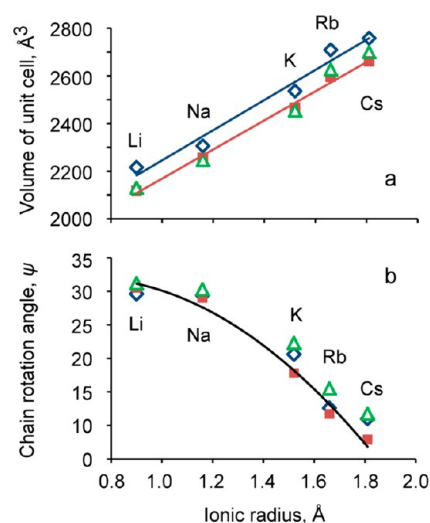 2800
2600
2400
2200
2000
Volume of unit cell, Å³
Li
Na
K
Rb
Cs
a
35
30
25
20
15
10
0
Chain rotation angle, ψ
b
Li
Na
K
Rb
Cs
0.8 1.0 1.2 1.4 1.6 1.8 2.0
Ionic radius, Å